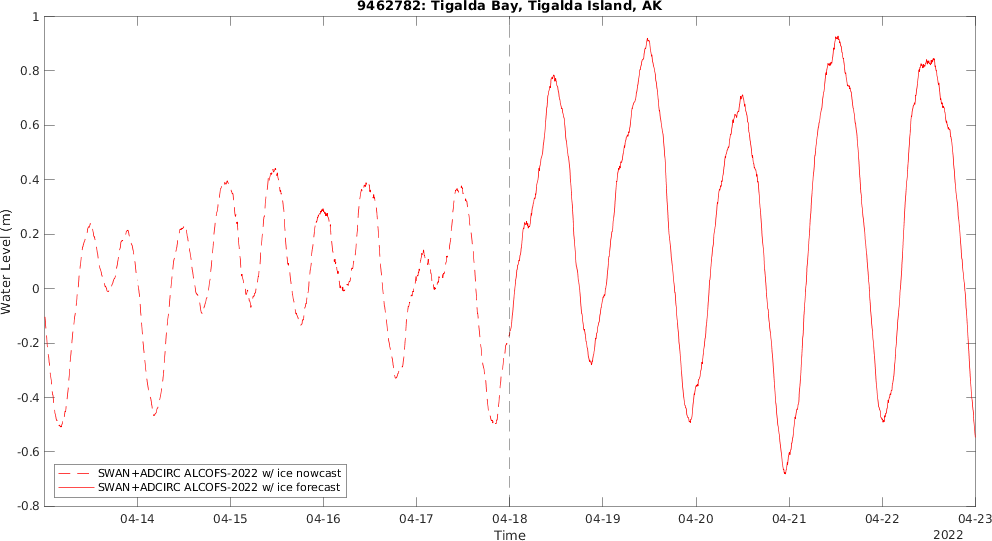 9462782: Tigalda Bay, Tigalda Island, AK
Water Level (m)
1
0.8
0.6
0.4
0.2
0
-0.2
-0.4
-0.6
-0.8
SWAN+ADCIRC ALCOFS-2022 w/ ice nowcast
SWAN+ADCIRC ALCOFS-2022 w/ ice forecast
04-14 04-15 04-16 04-17 04-18 04-19 04-20 04-21 04-22 04-23
Time
2022